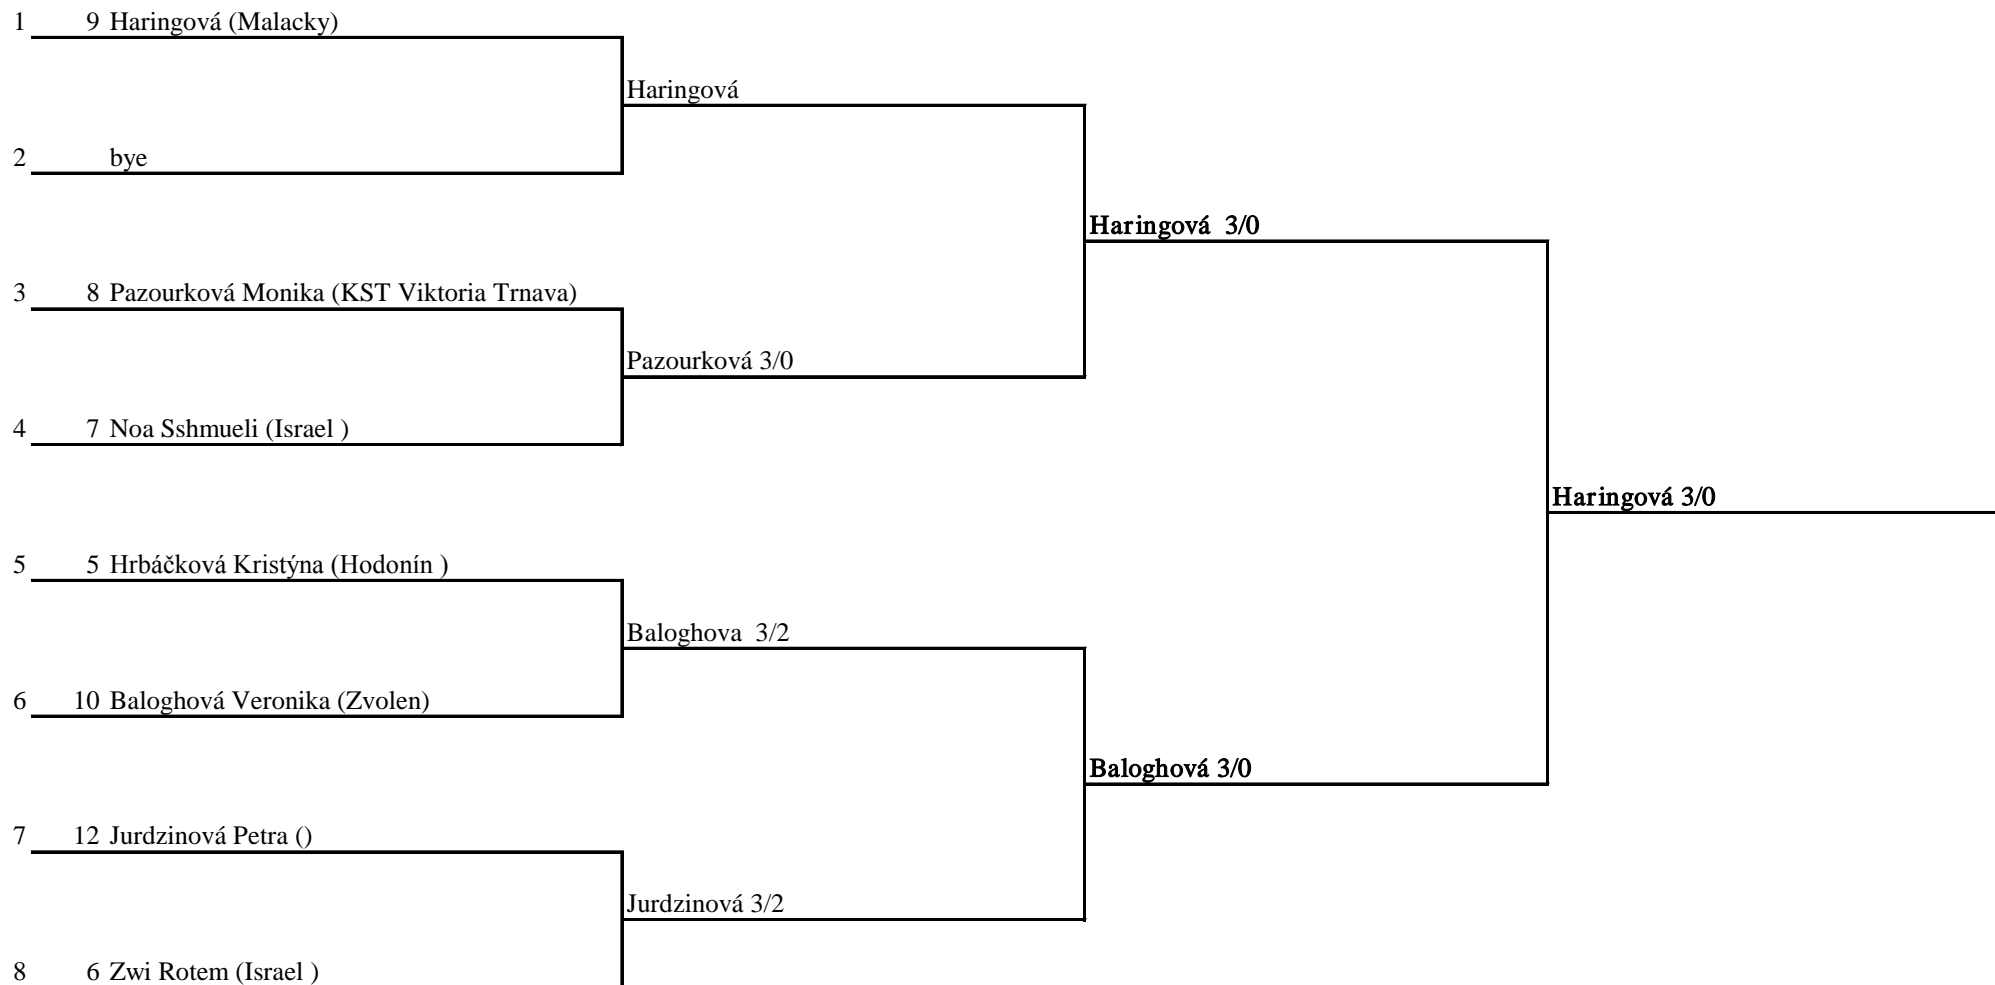 1 9 Haringová (Malacky)
Haringová
2 bye
Haringová 3/0
3 8 Pazourková Monika (KST Viktoria Trnava)
Pazourková 3/0
4 7 Noa Sshmueli (Israel )
Haringová 3/0
5 5 Hrbáčková Kristýna (Hodonín )
Baloghova 3/2
6 10 Baloghová Veronika (Zvolen)
Baloghová 3/0
7 12 Jurdzinová Petra ()
Jurdzinová 3/2
8 6 Zwi Rotem (Israel )